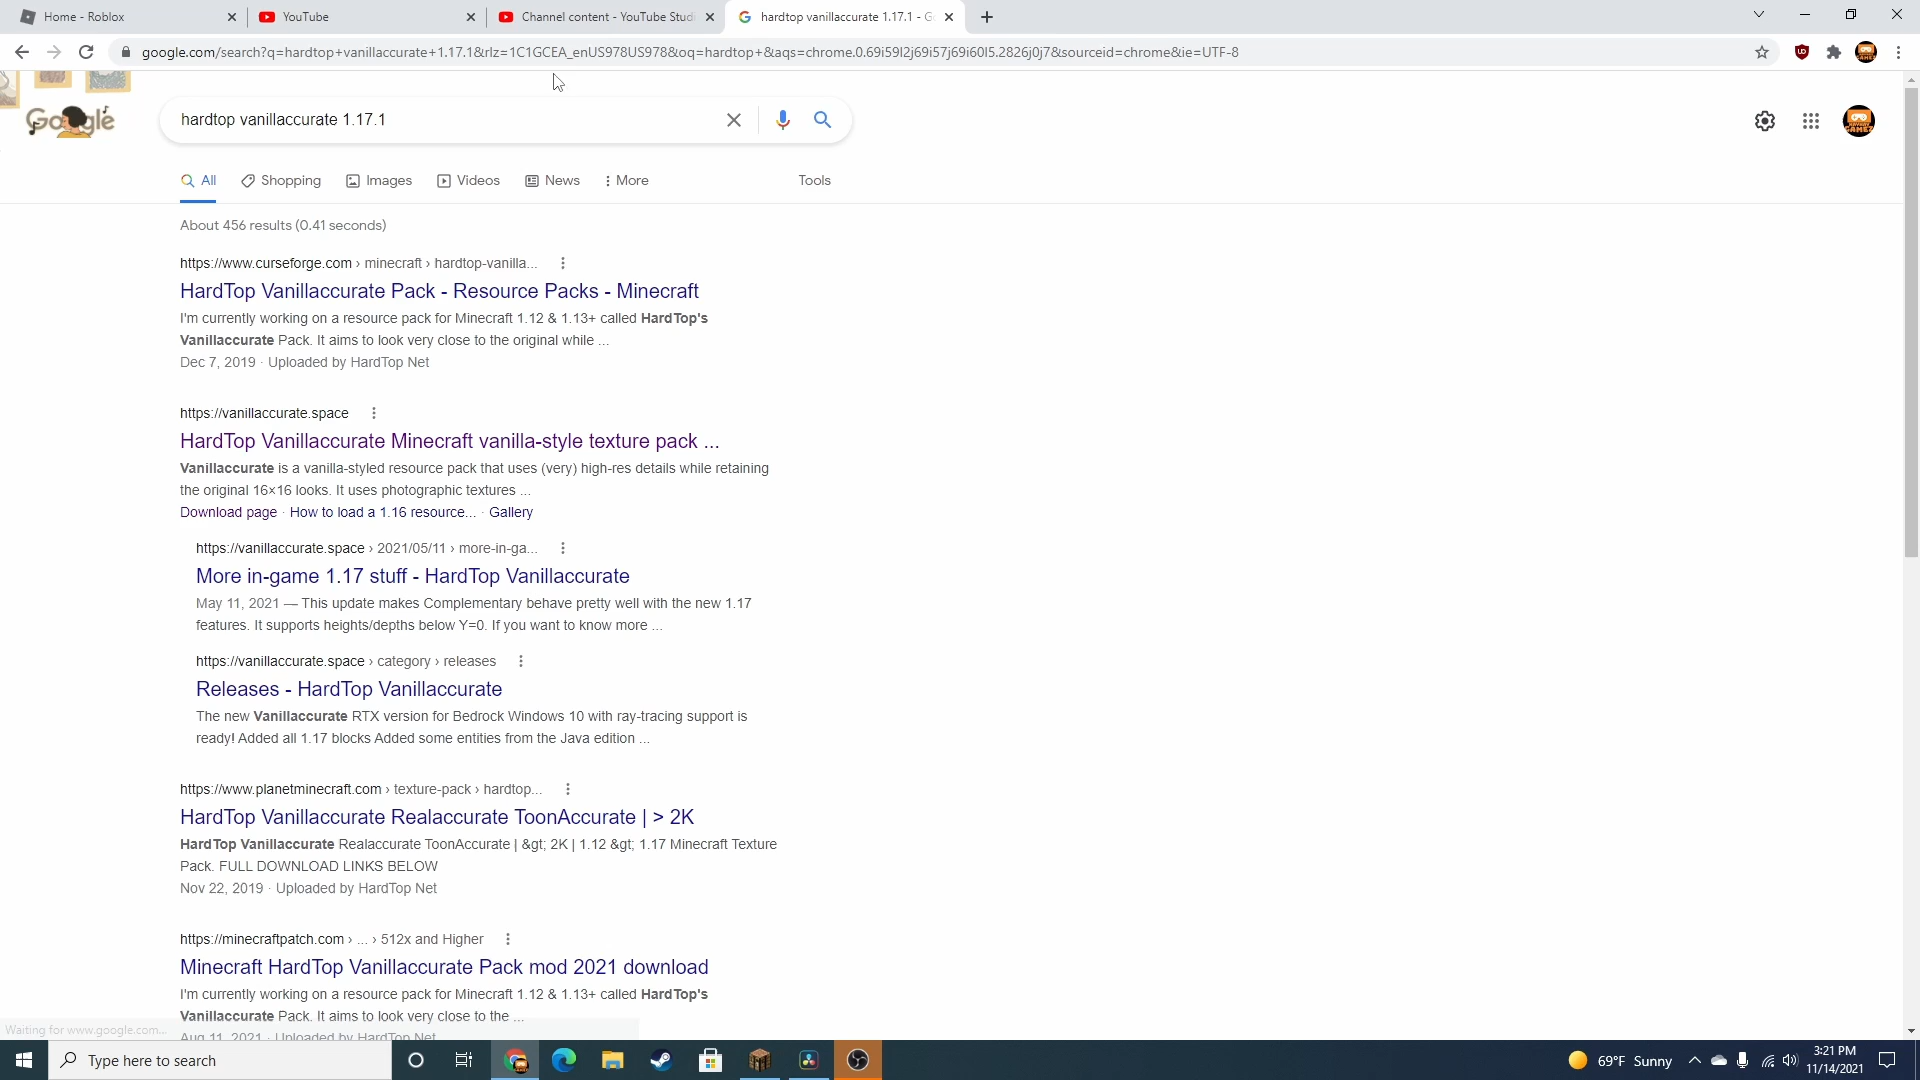 Home - Roblox
YouTube
Channel content - YouTube Studi
hardtop vanillaccurate 1.17.1 - G
google.com/search?q=hardtop+vanillaccurate+1.17.1&rlz=1C1GCEA_enUS978US978&oq=hardtop+&aqs=chrome.0.69i59l2j69i57j69i60l5.2826j0j7&sourceid=chrome&ie=UTF-8
Google
hardtop vanillaccurate 1.17.1
All
Shopping
Images
Videos
News
More
Tools
About 456 results (0.41 seconds)
https://www.curseforge.com › minecraft › hardtop-vanilla...
HardTop Vanillaccurate Pack - Resource Packs - Minecraft
I'm currently working on a resource pack for Minecraft 1.12 & 1.13+ called HardTop's
Vanillaccurate Pack. It aims to look very close to the original while ...
Dec 7, 2019 · Uploaded by HardTop Net
https://vanillaccurate.space
HardTop Vanillaccurate Minecraft vanilla-style texture pack ...
Vanillaccurate is a vanilla-styled resource pack that uses (very) high-res details while retaining
the original 16×16 looks. It uses photographic textures ...
Download page · How to load a 1.16 resource... · Gallery
https://vanillaccurate.space › 2021/05/11 › more-in-ga...
More in-game 1.17 stuff - HardTop Vanillaccurate
May 11, 2021 — This update makes Complementary behave pretty well with the new 1.17
features. It supports heights/depths below Y=0. If you want to know more ...
https://vanillaccurate.space › category › releases
Releases - HardTop Vanillaccurate
The new Vanillaccurate RTX version for Bedrock Windows 10 with ray-tracing support is
ready! Added all 1.17 blocks Added some entities from the Java edition ...
https://www.planetminecraft.com › texture-pack › hardtop...
HardTop Vanillaccurate Realaccurate ToonAccurate | > 2K
HardTop Vanillaccurate Realaccurate ToonAccurate | &gt; 2K | 1.12 &gt; 1.17 Minecraft Texture
Pack. FULL DOWNLOAD LINKS BELOW
Nov 22, 2019 · Uploaded by HardTop Net
https://minecraftpatch.com › ... › 512x and Higher
Minecraft HardTop Vanillaccurate Pack mod 2021 download
I'm currently working on a resource pack for Minecraft 1.12 & 1.13+ called HardTop's
Vanillaccurate Pack. It aims to look very close to the ...
Aug 11, 2021 · Uploaded by HardTop Net
Waiting for www.google.com...
Type here to search
69°F Sunny
3:21 PM
11/14/2021